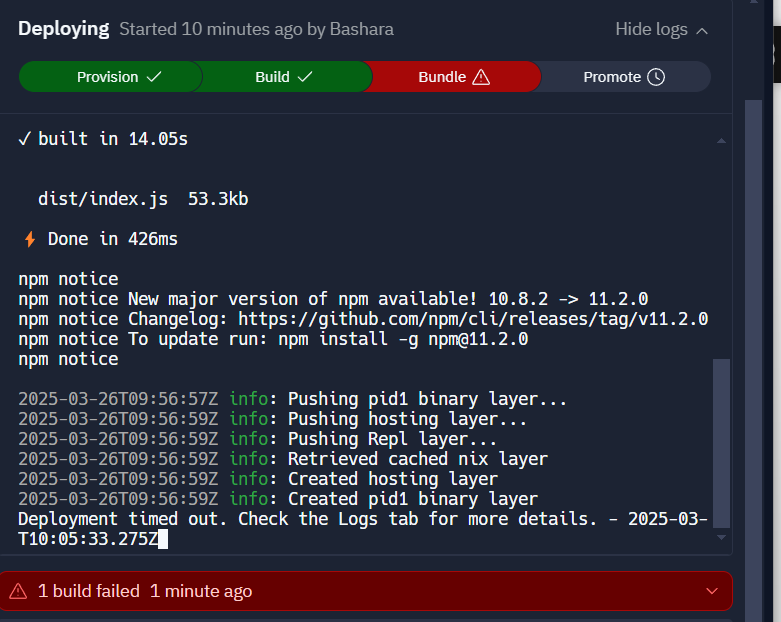 Deploying Started 10 minutes ago by Bashara Hide logs
Provision Build Bundle Promote
✓ built in 14.05s
dist/index.js 53.3kb
⚡ Done in 426ms
npm notice
npm notice New major version of npm available! 10.8.2 -> 11.2.0
npm notice Changelog: https://github.com/npm/cli/releases/tag/v11.2.0
npm notice To update run: npm install -g npm@11.2.0
npm notice
2025-03-26T09:56:57Z info: Pushing pid1 binary layer...
2025-03-26T09:56:59Z info: Pushing hosting layer...
2025-03-26T09:56:59Z info: Pushing Repl layer...
2025-03-26T09:56:59Z info: Retrieved cached nix layer
2025-03-26T09:56:59Z info: Created hosting layer
2025-03-26T09:56:59Z info: Created pid1 binary layer
Deployment timed out. Check the Logs tab for more details. - 2025-03-
T10:05:33.275Z
1 build failed 1 minute ago